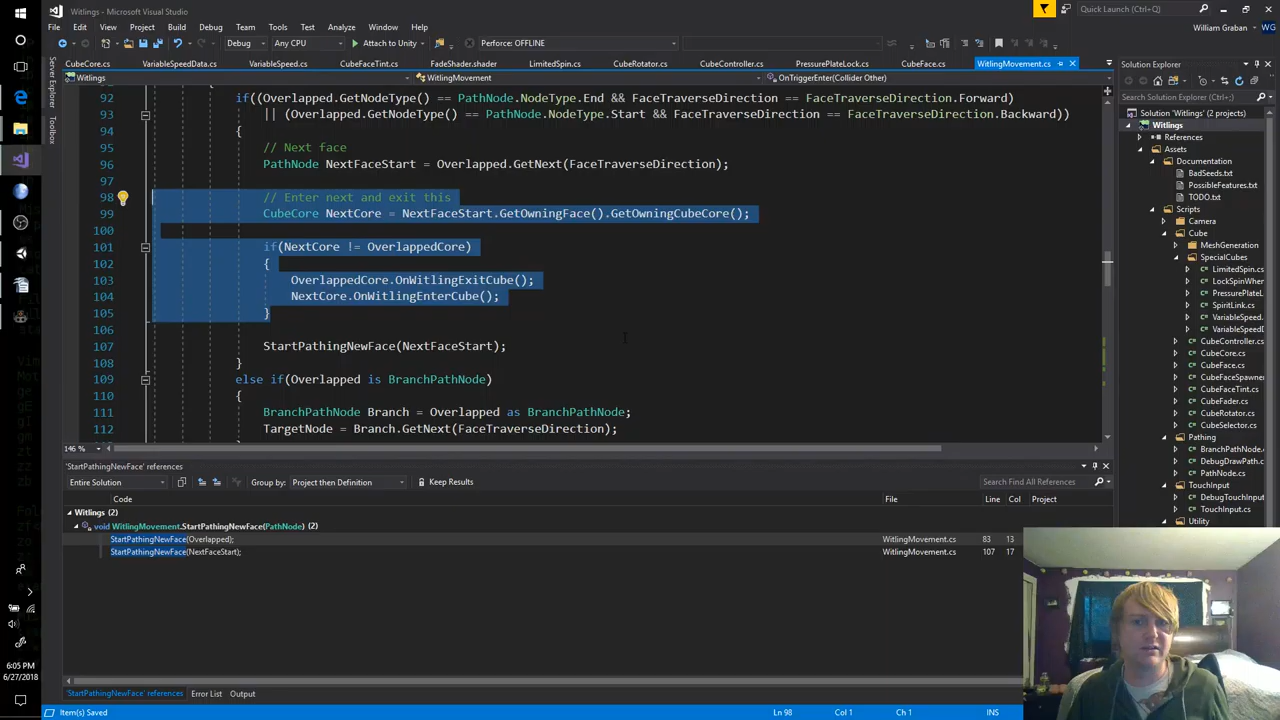 Witlings - Microsoft Visual Studio
Quick Launch (Ctrl+Q)
File Edit View Project Build Debug Team Tools Test Analyze Window Help
William Graban WG
Debug Any CPU Attach to Unity Perforce: OFFLINE
CubeCore.cs VariableSpeedData.cs VariableSpeed.cs CubeFaceTint.cs FadeShader.shader LimitedSpin.cs CubeRotator.cs CubeController.cs PressurePlateLock.cs CubeFace.cs WitlingMovement.cs
Witlings WitlingMovement OnTriggerEnter(Collider Other)
Server Explorer
Toolbox
92 if((Overlapped.GetNodeType() == PathNode.NodeType.End && FaceTraverseDirection == FaceTraverseDirection.Forward)
93 || (Overlapped.GetNodeType() == PathNode.NodeType.Start && FaceTraverseDirection == FaceTraverseDirection.Backward))
94 {
95 // Next face
96 PathNode NextFaceStart = Overlapped.GetNext(FaceTraverseDirection);
97
98 // Enter next and exit this
99 CubeCore NextCore = NextFaceStart.GetOwningFace().GetOwningCubeCore();
100
101 if(NextCore != OverlappedCore)
102 {
103 OverlappedCore.OnWitlingExitCube();
104 NextCore.OnWitlingEnterCube();
105 }
106
107 StartPathingNewFace(NextFaceStart);
108 }
109 else if(Overlapped is BranchPathNode)
110 {
111 BranchPathNode Branch = Overlapped as BranchPathNode;
112 TargetNode = Branch.GetNext(FaceTraverseDirection);
146 %
'StartPathingNewFace' references
Entire Solution Group by: Project then Definition Keep Results Search Find All References
Code File Line Col Project
Witlings (2)
void WitlingMovement.StartPathingNewFace(PathNode) (2)
StartPathingNewFace(Overlapped); WitlingMovement.cs 83 13
StartPathingNewFace(NextFaceStart); WitlingMovement.cs 107 17
'StartPathingNewFace' references Error List Output
Item(s) Saved Ln 98 Col 1 Ch 1 INS
Solution Explorer
Search Solution Explorer (Ctrl+;)
Solution 'Witlings' (2 projects)
Witlings
References
Assets
Documentation
BadSeeds.txt
PossibleFeatures.txt
TODO.txt
Scripts
Camera
Cube
MeshGeneration
SpecialCubes
LimitedSpin.cs
LockSpinWher
PressurePlateL
SpiritLink.cs
VariableSpeed.
VariableSpeedD
CubeController.cs
CubeCore.cs
CubeFace.cs
CubeFaceSpawner
CubeFaceTint.cs
CubeFader.cs
CubeRotator.cs
CubeSelector.cs
Pathing
BranchPathNode.
DebugDrawPath.c
PathNode.cs
TouchInput
DebugTouchInput
TouchInput.cs
Utility
6:05 PM
6/27/2018